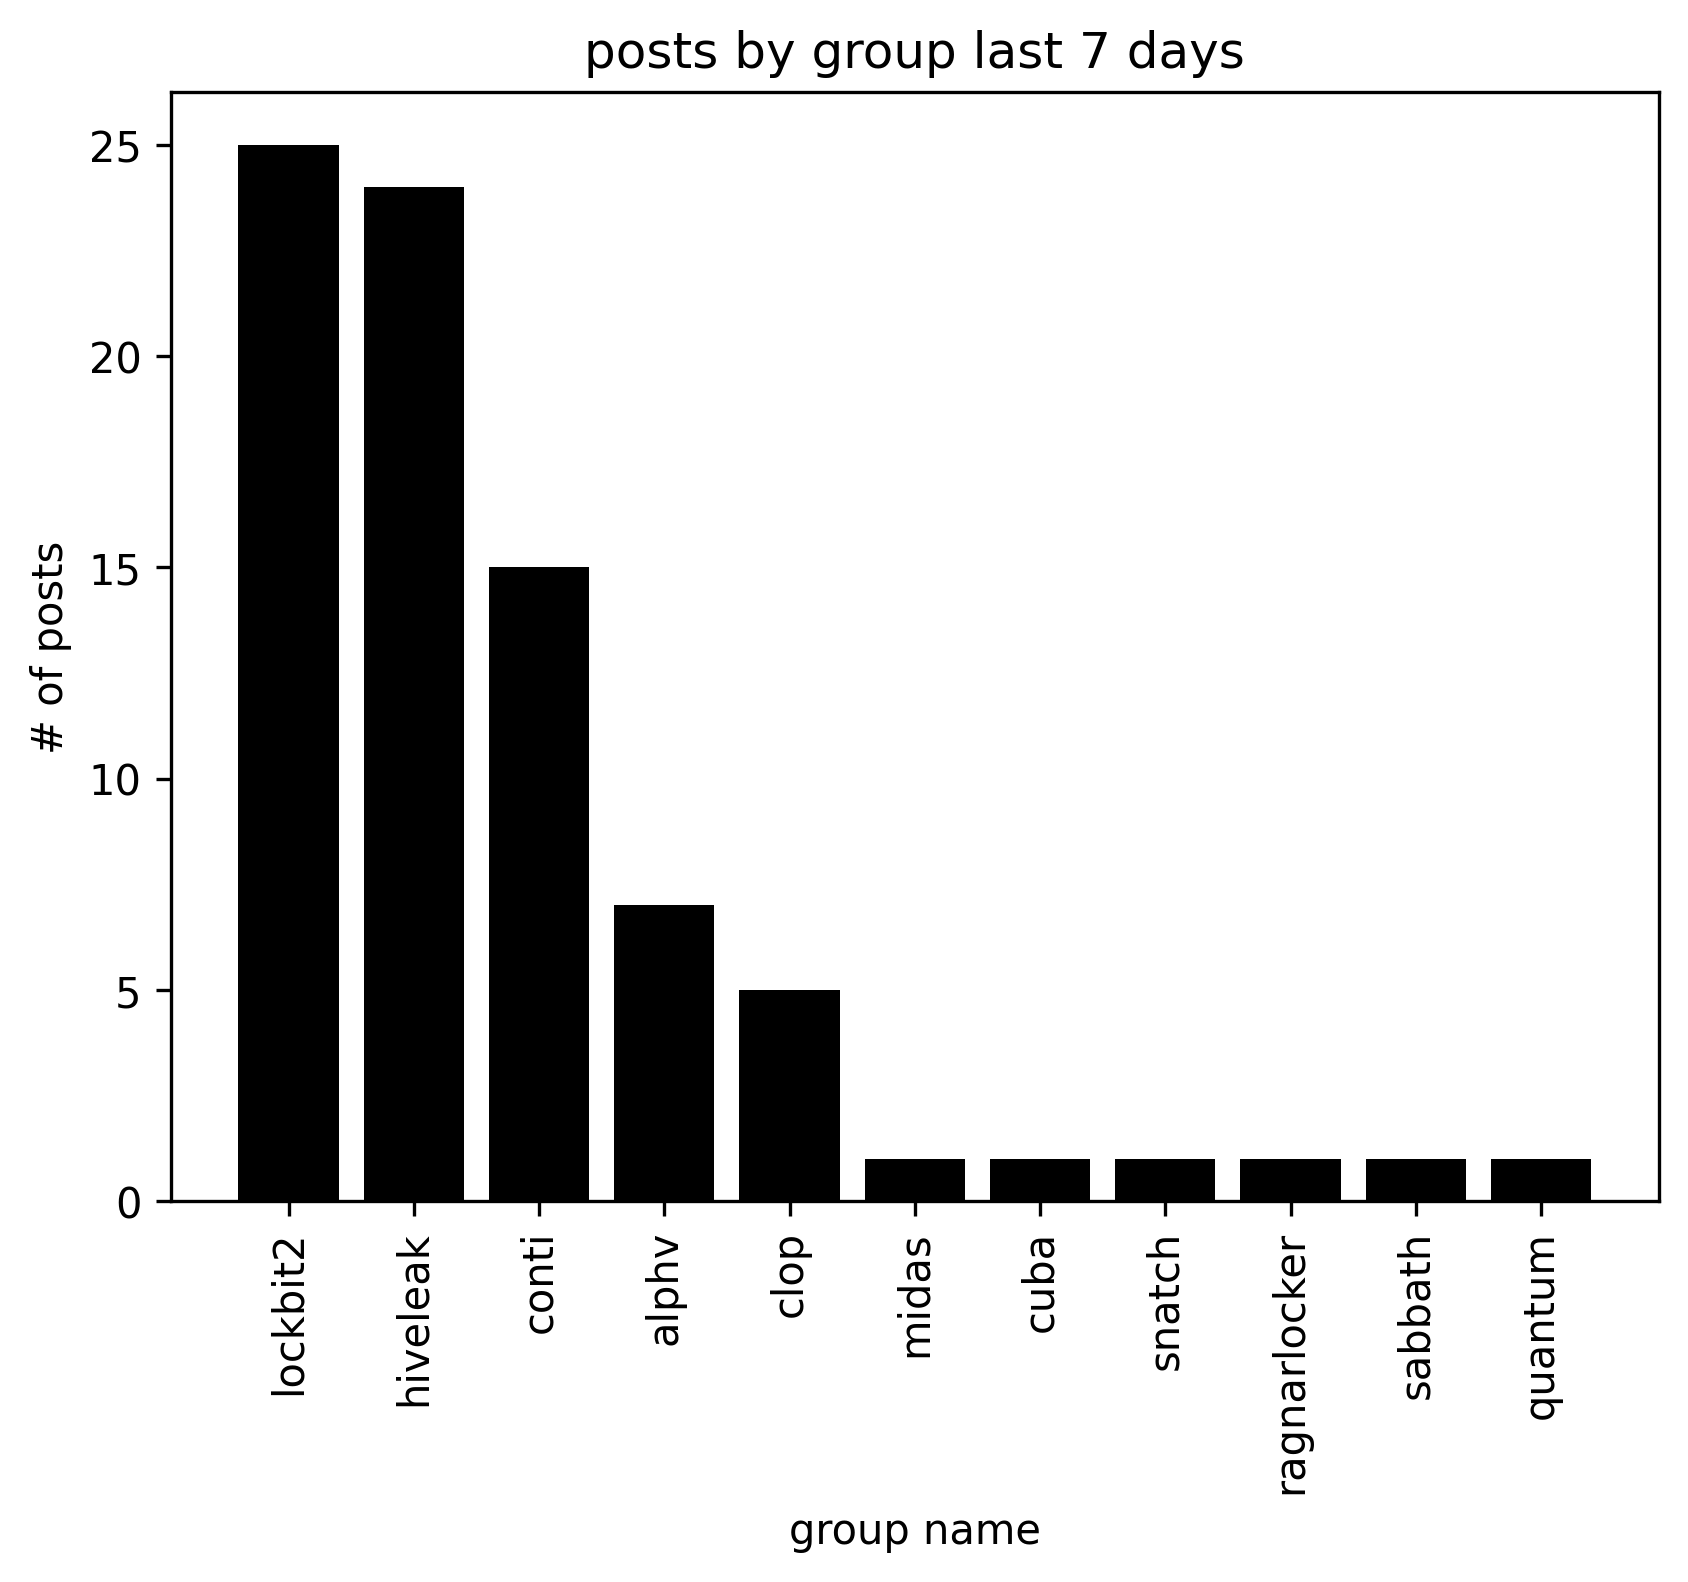 posts by group last 7 days
25
20
15
10
5
0
# of posts
lockbit2
hiveleak
conti
alphv
clop
midas
cuba
snatch
ragnarlocker
sabbath
quantum
group name